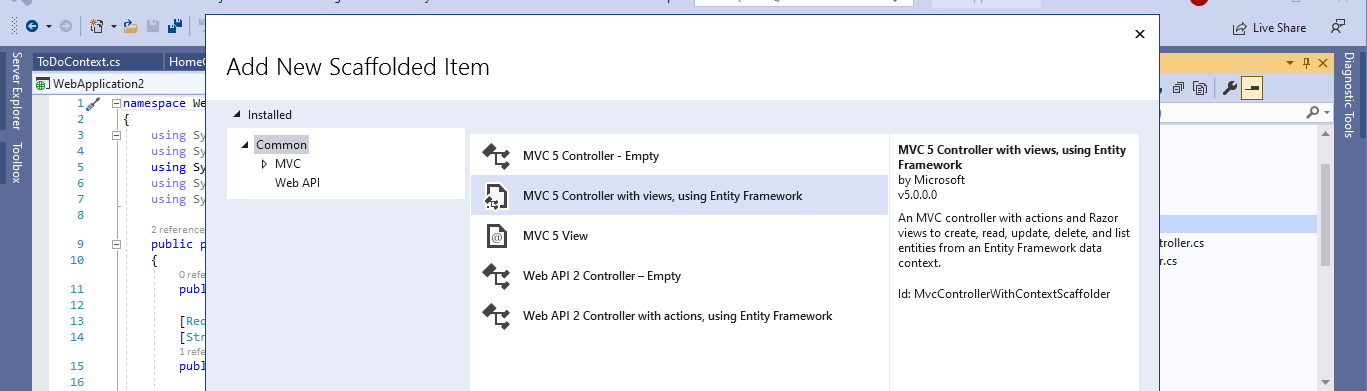 Live Share
ToDoContext.cs
Add New Scaffolded Item
WebApplication2
Server Explorer
Toolbox
Diagnostic Tools
Installed
Common
MVC
Web API
MVC 5 Controller - Empty
MVC 5 Controller with views, using Entity Framework
MVC 5 View
Web API 2 Controller – Empty
Web API 2 Controller with actions, using Entity Framework
MVC 5 Controller with views, using Entity
Framework
by Microsoft
v5.0.0.0
An MVC controller with actions and Razor
views to create, read, update, delete, and list
entities from an Entity Framework data
context.
Id: MvcControllerWithContextScaffolder
1 namespace We
2 {
3 using Sy
4 using Sy
5 using Sy
6 using Sy
7 using Sy
8
2 reference
9 public p
10 {
0 refe
11 publ
12
13 [Rec
14 [Str
1 refe
15 publ
16
troller.cs
r.cs